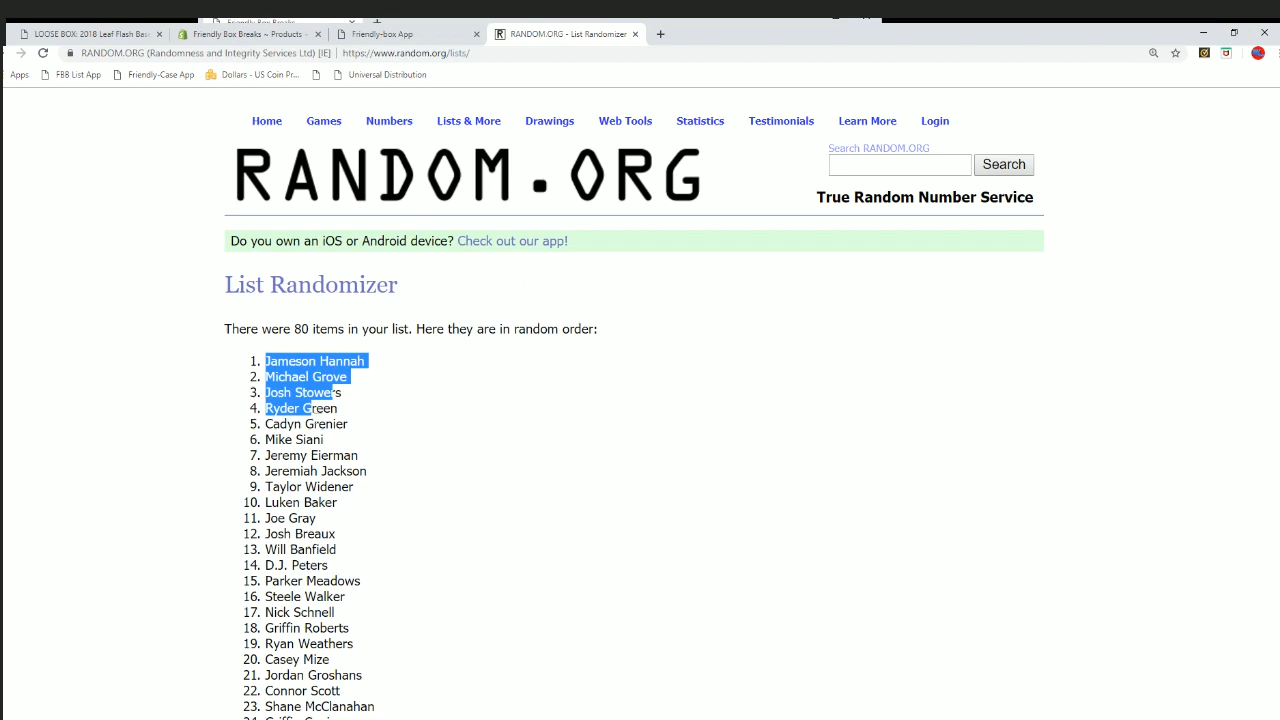 Friendly Box Breaks
LOOSE BOX: 2018 Leaf Flash Bas
Friendly Box Breaks ~ Products ~
Friendly-box App
RANDOM.ORG - List Randomizer
RANDOM.ORG (Randomness and Integrity Services Ltd) [IE] | https://www.random.org/lists/
Apps
FBB List App
Friendly-Case App
Dollars - US Coin Pr...
Universal Distribution
Home Games Numbers Lists & More Drawings Web Tools Statistics Testimonials Learn More Login
RANDOM.ORG
Search RANDOM.ORG
Search
True Random Number Service
Do you own an iOS or Android device? Check out our app!
List Randomizer
There were 80 items in your list. Here they are in random order:
1. Jameson Hannah
2. Michael Grove
3. Josh Stowers
4. Ryder Green
5. Cadyn Grenier
6. Mike Siani
7. Jeremy Eierman
8. Jeremiah Jackson
9. Taylor Widener
10. Luken Baker
11. Joe Gray
12. Josh Breaux
13. Will Banfield
14. D.J. Peters
15. Parker Meadows
16. Steele Walker
17. Nick Schnell
18. Griffin Roberts
19. Ryan Weathers
20. Casey Mize
21. Jordan Groshans
22. Connor Scott
23. Shane McClanahan